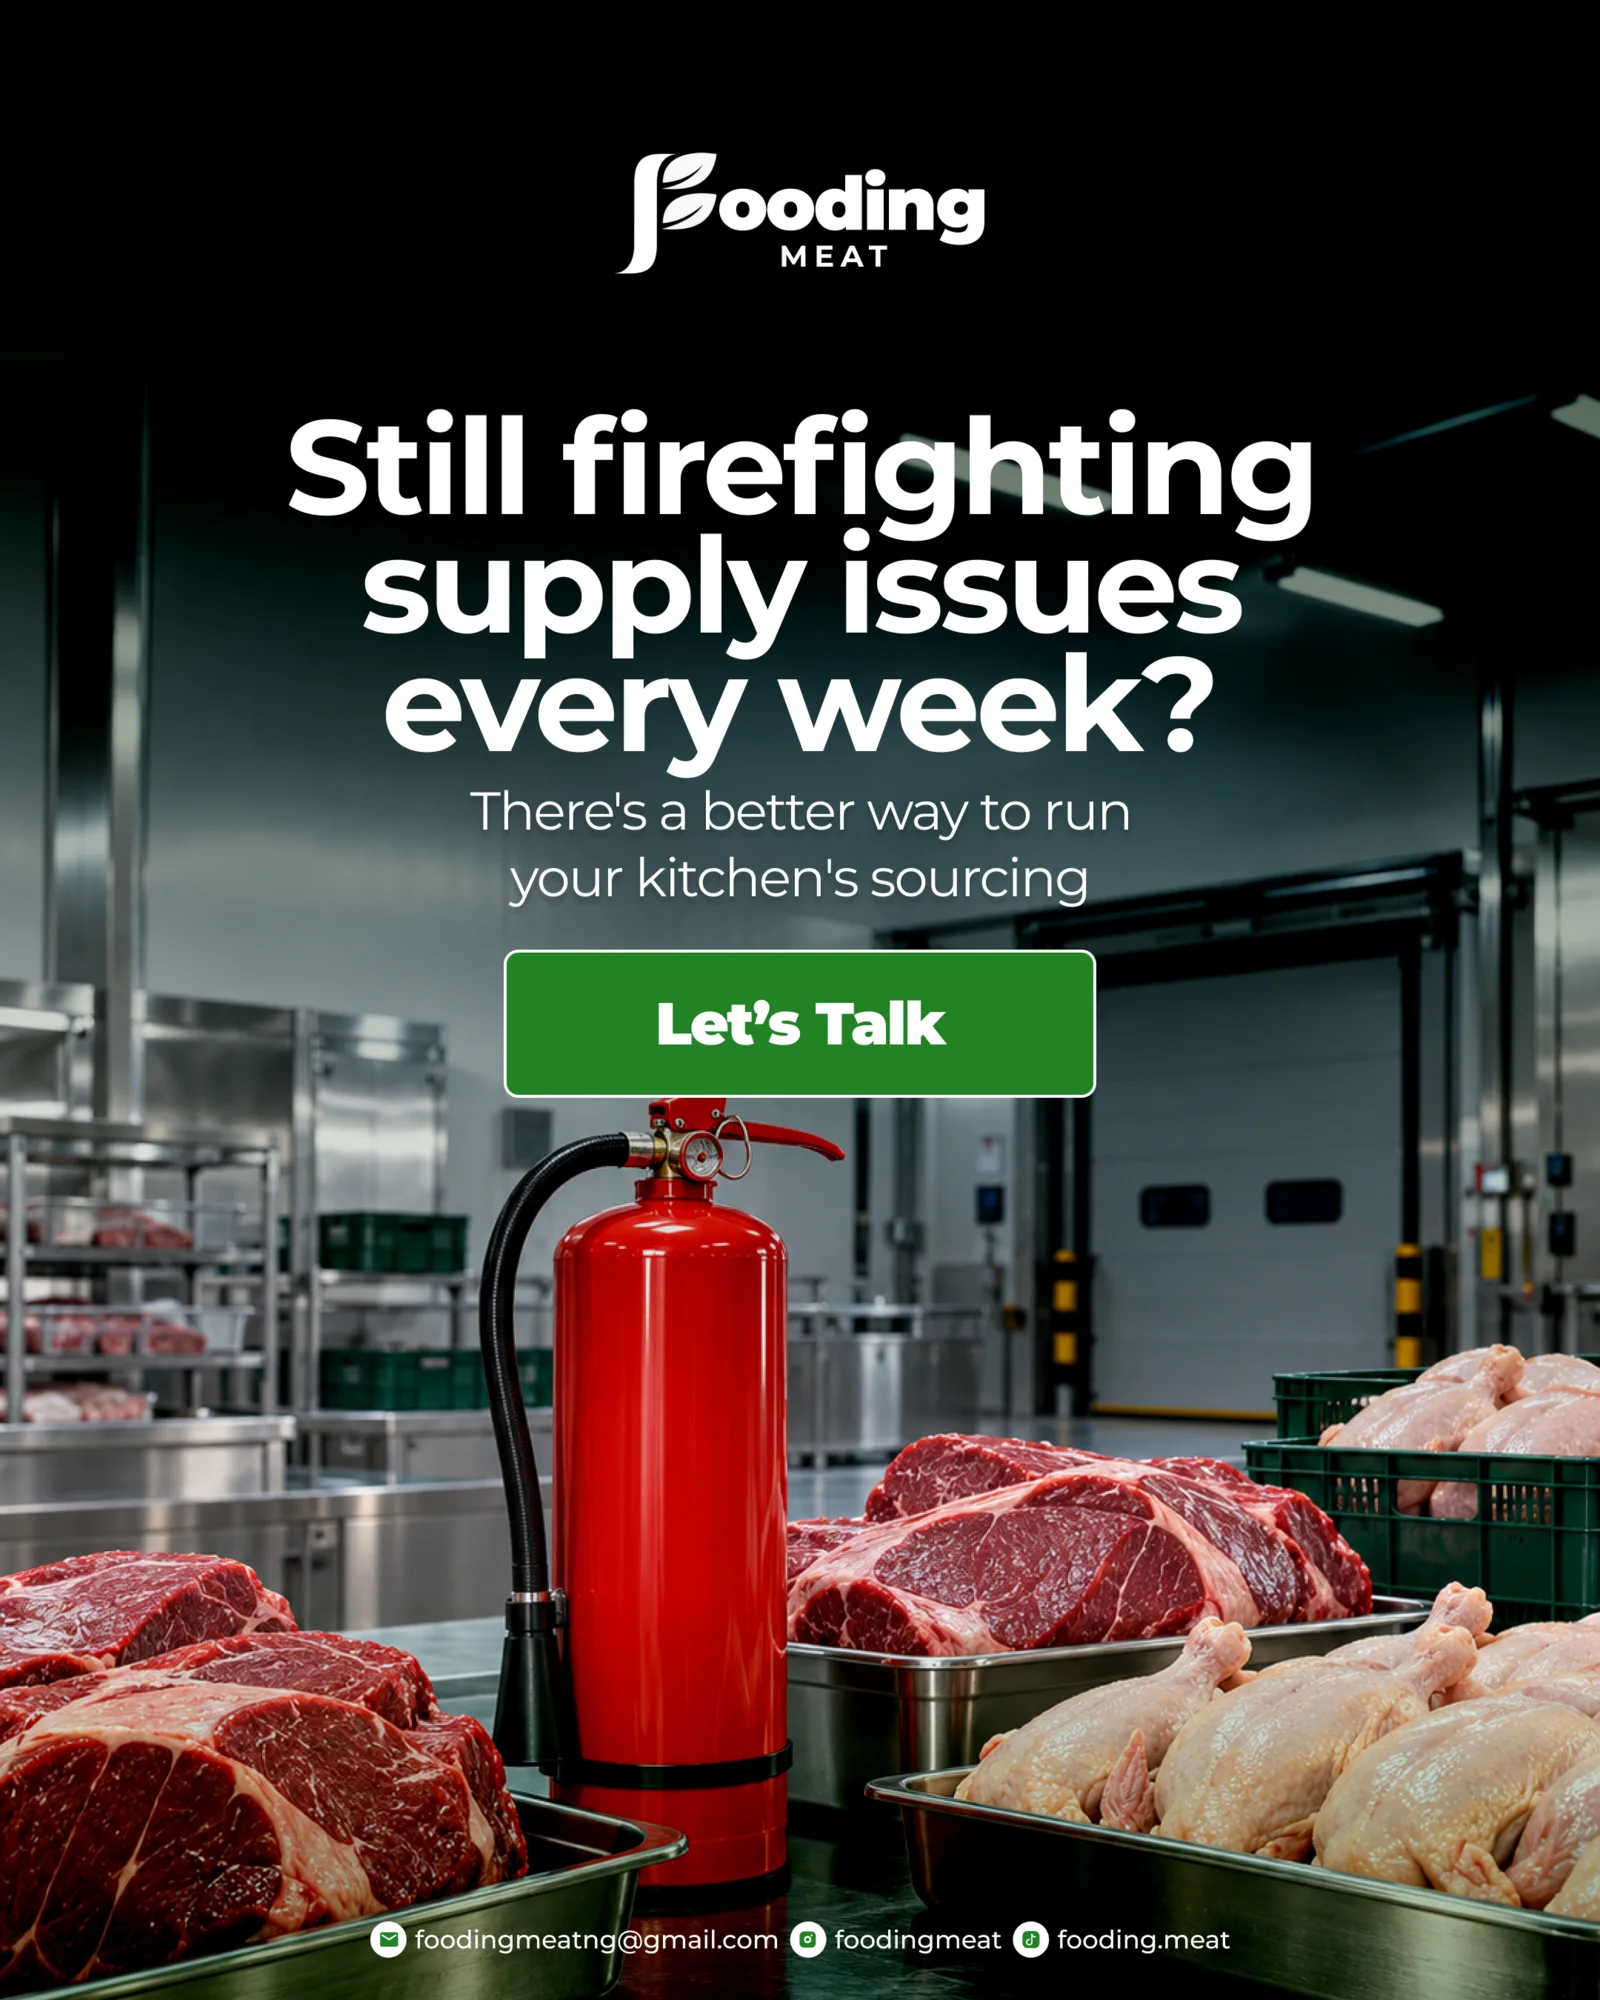 Fooding
MEAT
Still firefighting
supply issues
every week?
There's a better way to run
your kitchen's sourcing
Let’s Talk
foodingmeatng@gmail.com foodingmeat fooding.meat